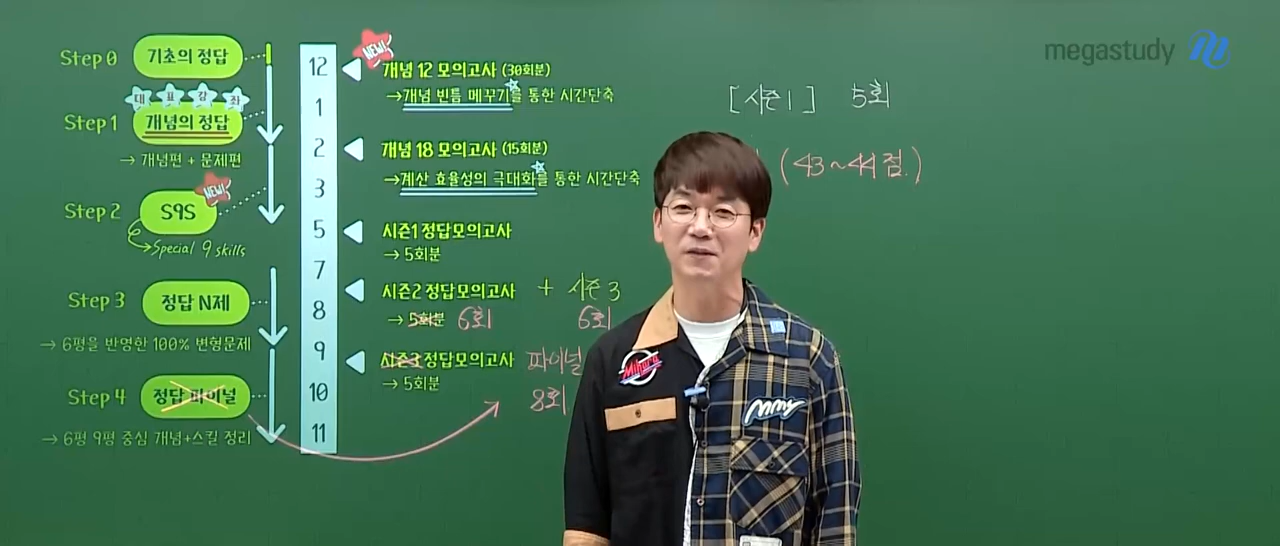 megastudy
Step 0 기초의 정답
대표강좌
Step 1 개념의 정답
→ 개념편 + 문제편
NEW!
Step 2 S9S
→ Special 9 skills
Step 3 정답 N제
→ 6평을 반영한 100% 변형문제
Step 4 정답 파이널
→ 6평 9평 중심 개념+스킬 정리
12
1
2
3
5
7
8
9
10
11
NEW!
개념 12 모의고사 (30회분)
→ 개념 빈틈 메꾸기를 통한 시간단축
개념 18 모의고사 (15회분)
→ 계산 효율성의 극대화를 통한 시간단축
시즌1 정답모의고사
→ 5회분
시즌2 정답모의고사 + 시즌 3
→ 5회분 6회 6회
시즌3 정답모의고사 파이널
→ 5회분 8회
[시즌 1] 5회
(43~44점.)
Milano
MMY